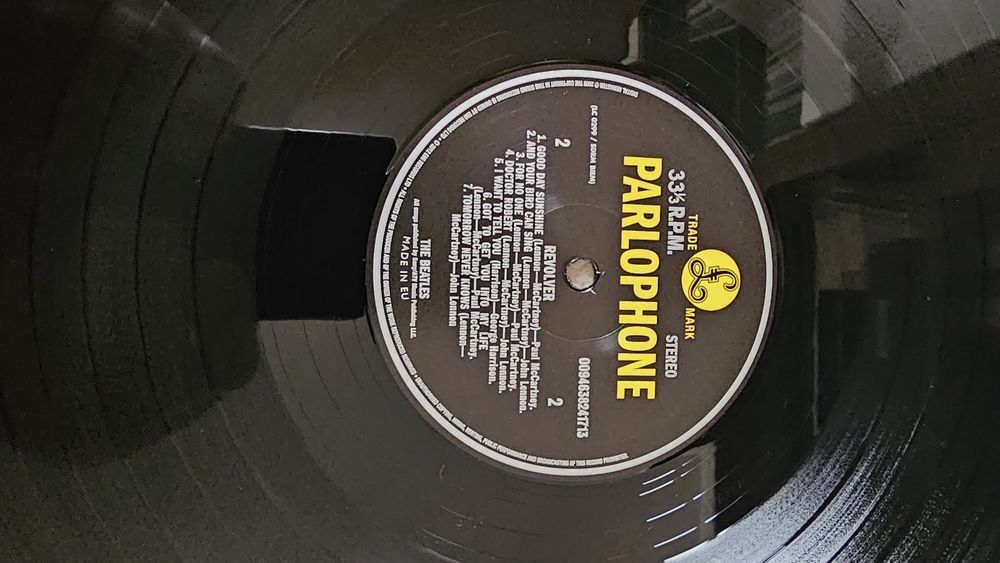 TRADE MARK
33⅓ R.P.M.
STEREO
PARLOPHONE
(LC 0299 / SDRM BIEM)
0094638241713
2
REVOLVER
2
1. GOOD DAY SUNSHINE (Lennon—McCartney)—Paul McCartney.
2. AND YOUR BIRD CAN SING (Lennon—McCartney)—John Lennon.
3. FOR NO ONE (Lennon—McCartney)—Paul McCartney.
4. DOCTOR ROBERT (Lennon—McCartney)—John Lennon.
5. I WANT TO TELL YOU (Harrison)—George Harrison.
6. GOT TO GET YOU INTO MY LIFE
(Lennon—McCartney)—Paul McCartney.
7. TOMORROW NEVER KNOWS (Lennon—
McCartney)—John Lennon
THE BEATLES
MADE IN EU